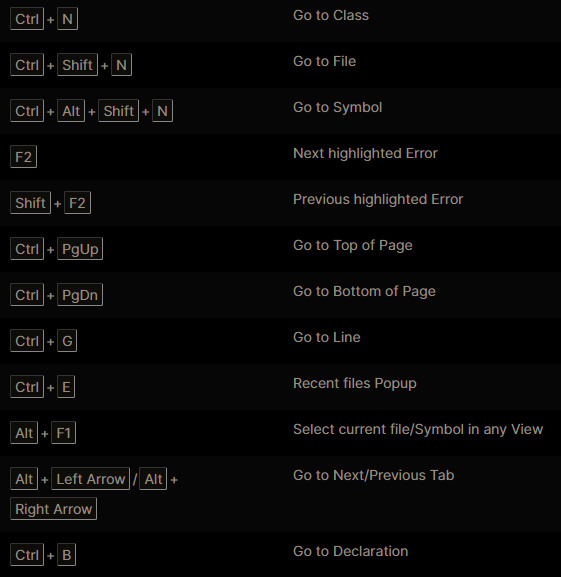 Ctrl + N Go to Class
Ctrl + Shift + N Go to File
Ctrl + Alt + Shift + N Go to Symbol
F2 Next highlighted Error
Shift + F2 Previous highlighted Error
Ctrl + PgUp Go to Top of Page
Ctrl + PgDn Go to Bottom of Page
Ctrl + G Go to Line
Ctrl + E Recent files Popup
Alt + F1 Select current file/Symbol in any View
Alt + Left Arrow / Alt + Go to Next/Previous Tab
Right Arrow
Ctrl + B Go to Declaration